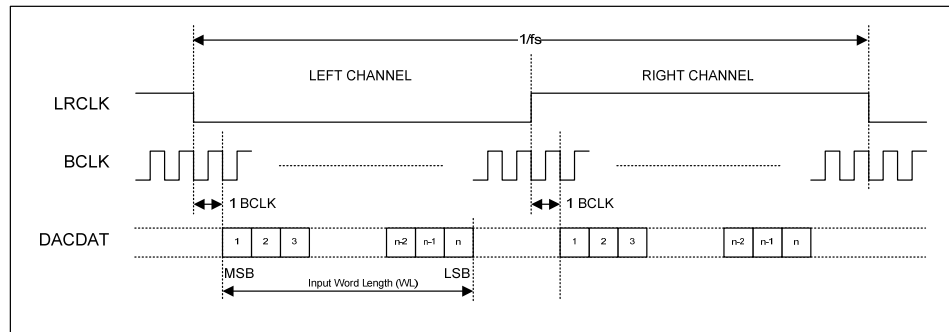 1/fs
LEFT CHANNEL RIGHT CHANNEL
LRCLK
BCLK
1 BCLK 1 BCLK
DACDAT 1 2 3 n-2 n-1 n 1 2 3 n-2 n-1 n
MSB LSB
Input Word Length (WL)